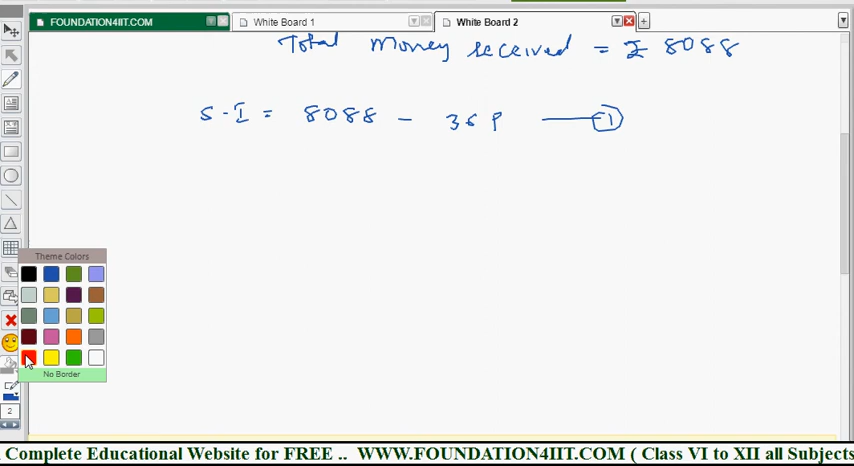 FOUNDATION4IIT.COM White Board 1 White Board 2
Total Money received = ₹ 8088
S.I = 8088 - 36 P — 1
Theme Colors
No Border
2
Complete Educational Website for FREE .. WWW.FOUNDATION4IIT.COM ( Class VI to XII all Subjects